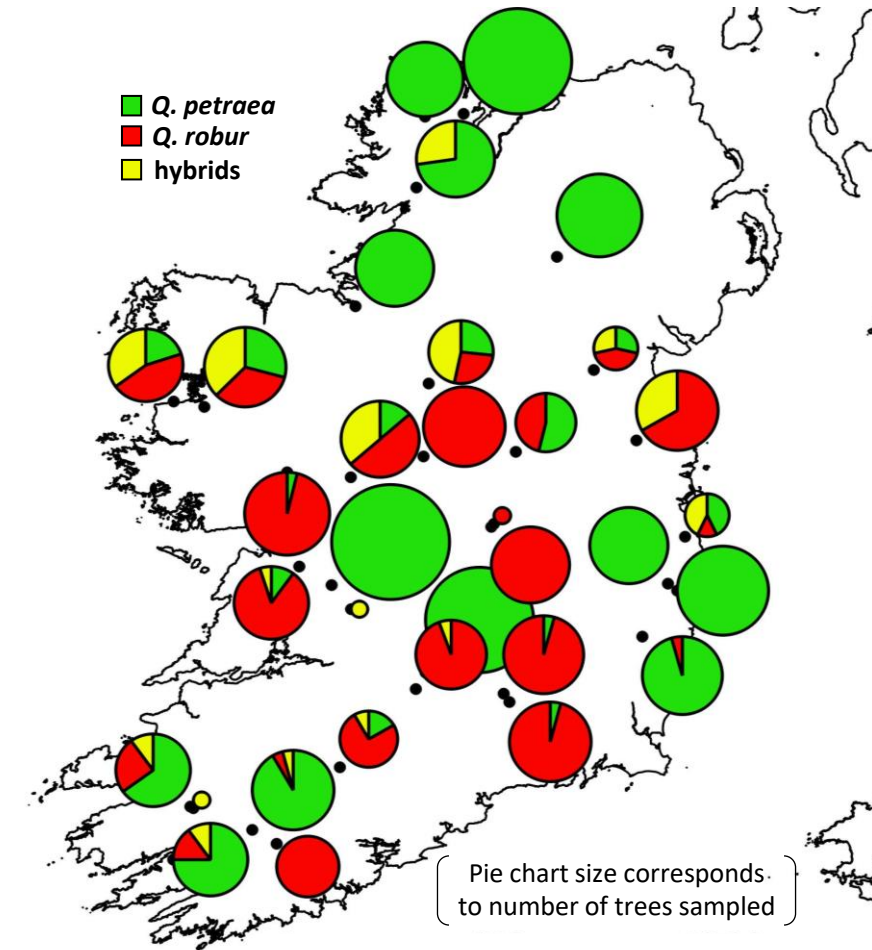 Q. petraea
Q. robur
hybrids
Pie chart size corresponds
to number of trees sampled